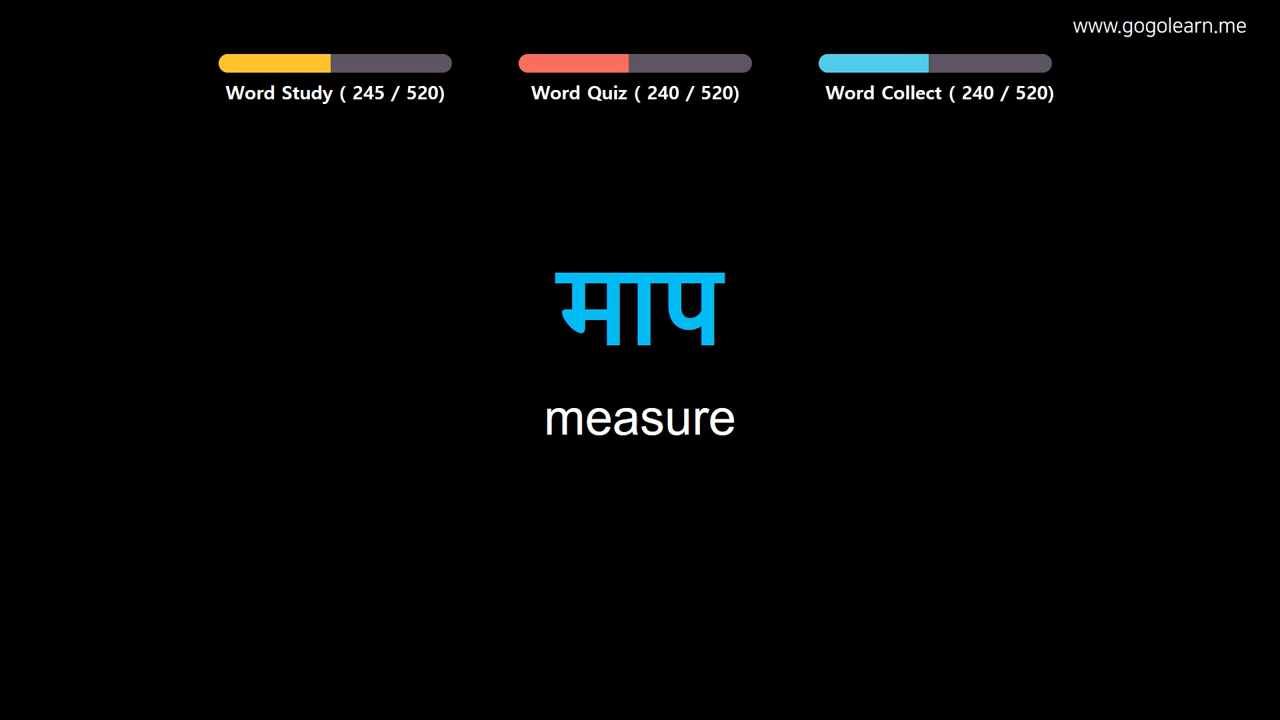 www.gogolearn.me
Word Study ( 245 / 520)
Word Quiz ( 240 / 520)
Word Collect ( 240 / 520)
माप
measure